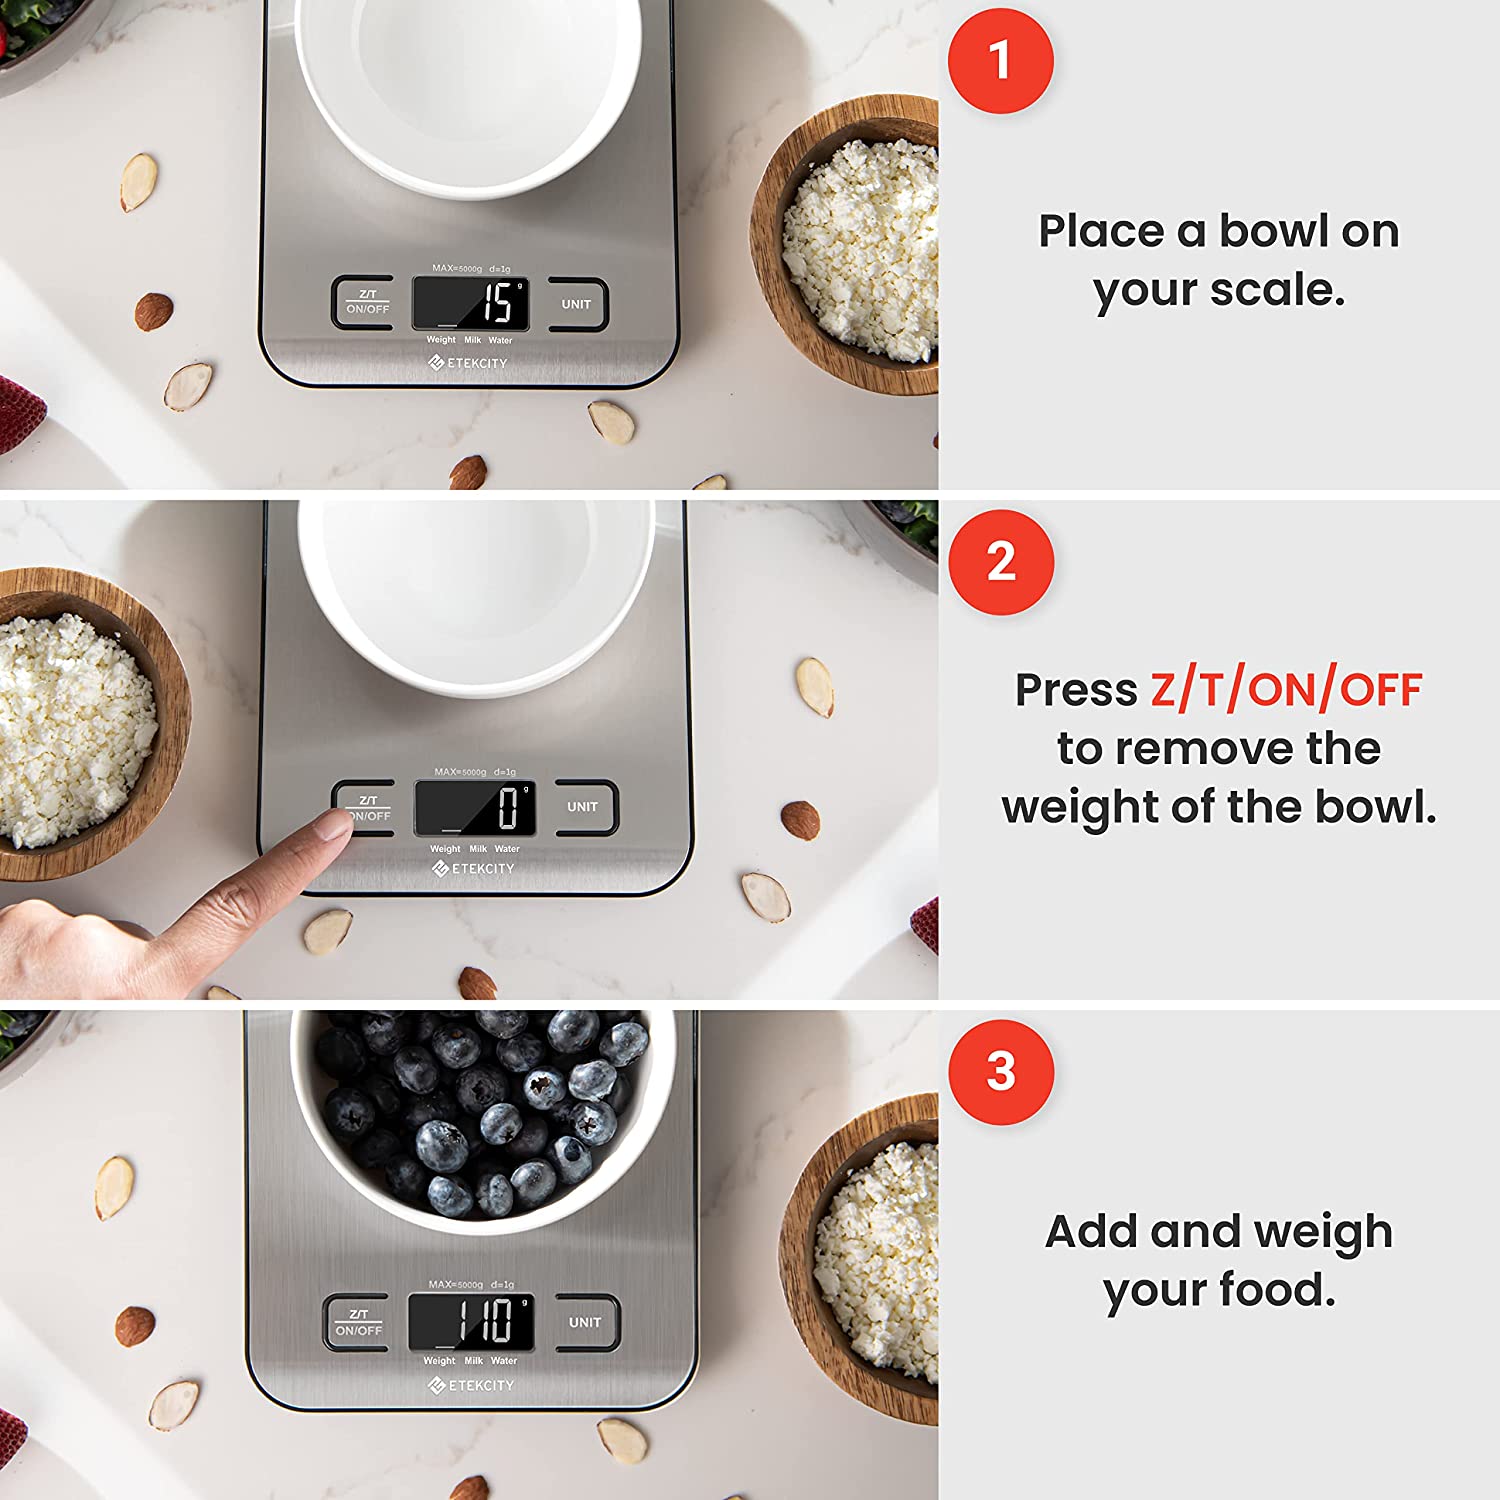 1
Place a bowl on
your scale.
MAX=5000g d=1g
Z/T
ON/OFF
15 g
UNIT
Weight Milk Water
ETEKCITY
2
Press Z/T/ON/OFF
to remove the
weight of the bowl.
MAX=5000g d=1g
Z/T
ON/OFF
0 g
UNIT
Weight Milk Water
ETEKCITY
3
Add and weigh
your food.
MAX=5000g d=1g
Z/T
ON/OFF
110 g
UNIT
Weight Milk Water
ETEKCITY